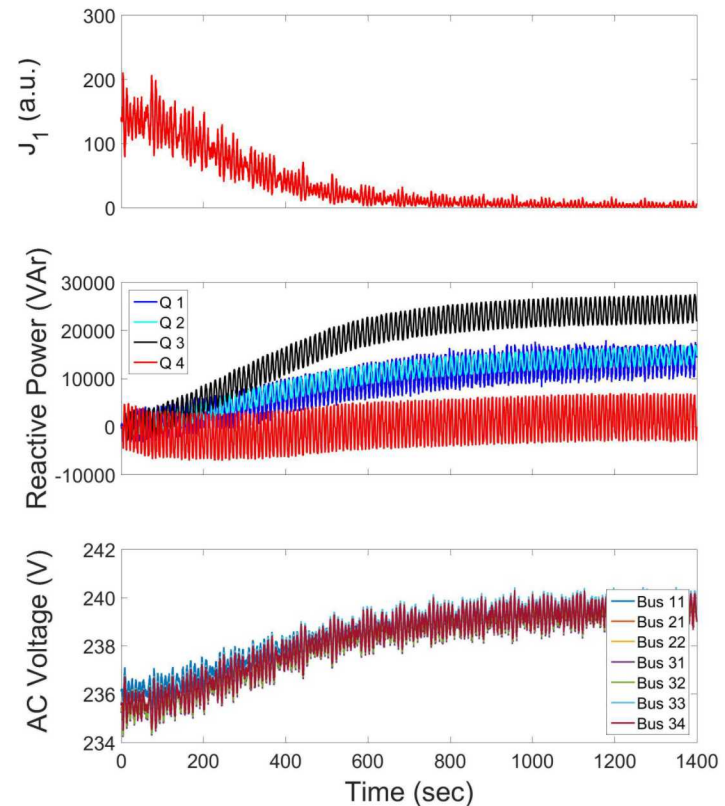 J1 (a.u.)
300
200
100
0
Reactive Power (VAr)
30000
20000
10000
0
-10000
Q 1
Q 2
Q 3
Q 4
AC Voltage (V)
242
240
238
236
234
Bus 11
Bus 21
Bus 22
Bus 31
Bus 32
Bus 33
Bus 34
0 200 400 600 800 1000 1200 1400
Time (sec)